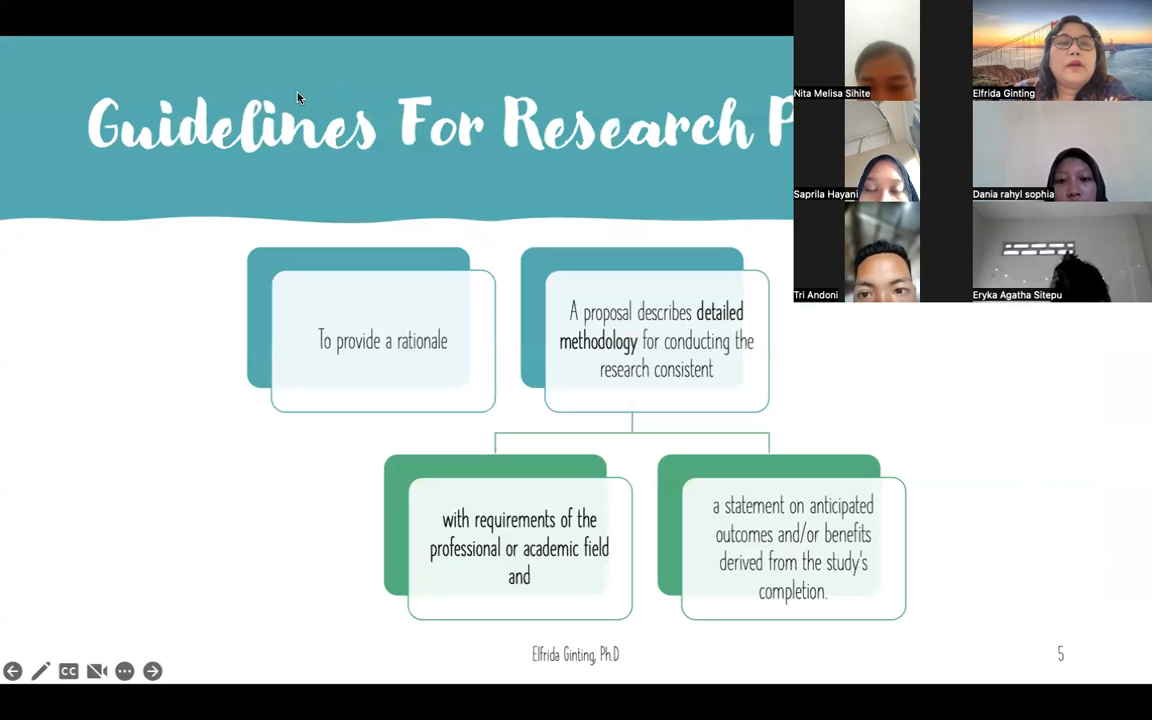 Guidelines For Research P
To provide a rationale
A proposal describes detailed
methodology for conducting the
research consistent
with requirements of the
professional or academic field
and
a statement on anticipated
outcomes and/or benefits
derived from the study's
completion.
Elfrida Ginting, Ph.D
5
CC
Nita Melisa Sihite
Elfrida Ginting
Saprila Hayani
Dania rahyl sophia
Tri Andoni
Eryka Agatha Sitepu